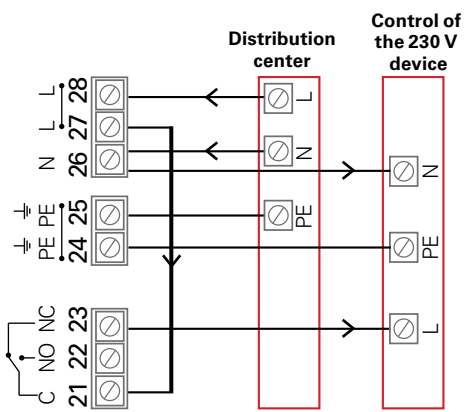 Distribution
center
Control of
the 230 V
device
L 28
L 27
N 26
PE 25
PE 24
NC 23
NO 22
C 21
L
N
PE
N
PE
L